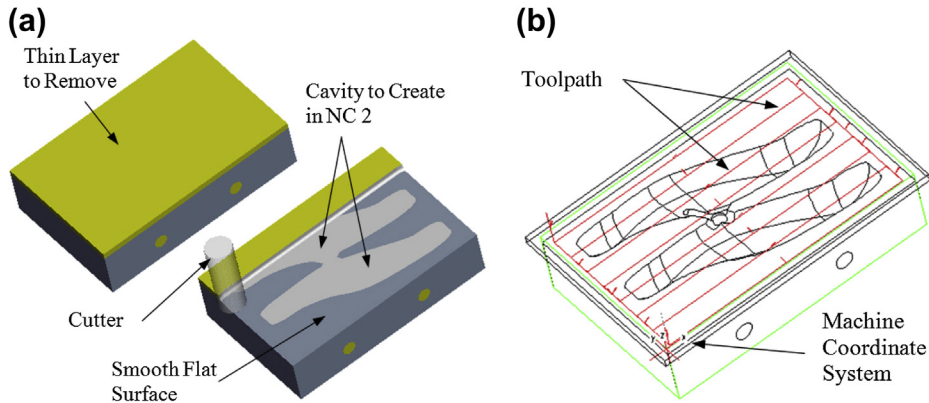 (a)
Thin Layer
to Remove
Cavity to Create
in NC 2
Cutter
Smooth Flat
Surface
(b)
Toolpath
Machine
Coordinate
System